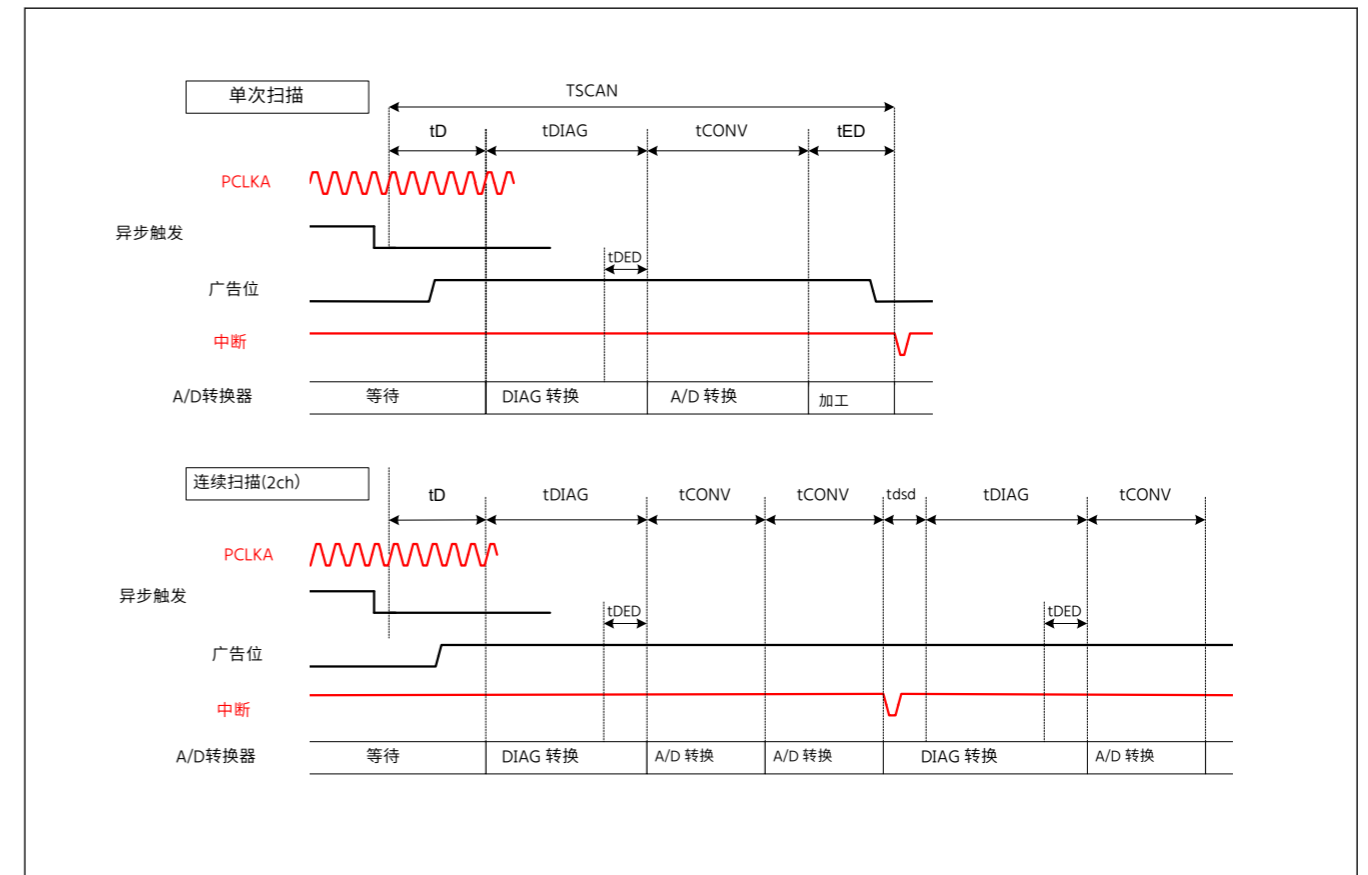 单次扫描
TSCAN
tD tDIAG tCONV tED
PCLKA
异步触发
tDED
广告位
中断
A/D转换器 等待 DIAG 转换 A/D 转换 加工
连续扫描(2ch）
tD tDIAG tCONV tCONV tdsd tDIAG tCONV
PCLKA
异步触发
tDED tDED
广告位
中断
A/D转换器 等待 DIAG 转换 A/D 转换 A/D 转换 DIAG 转换 A/D 转换